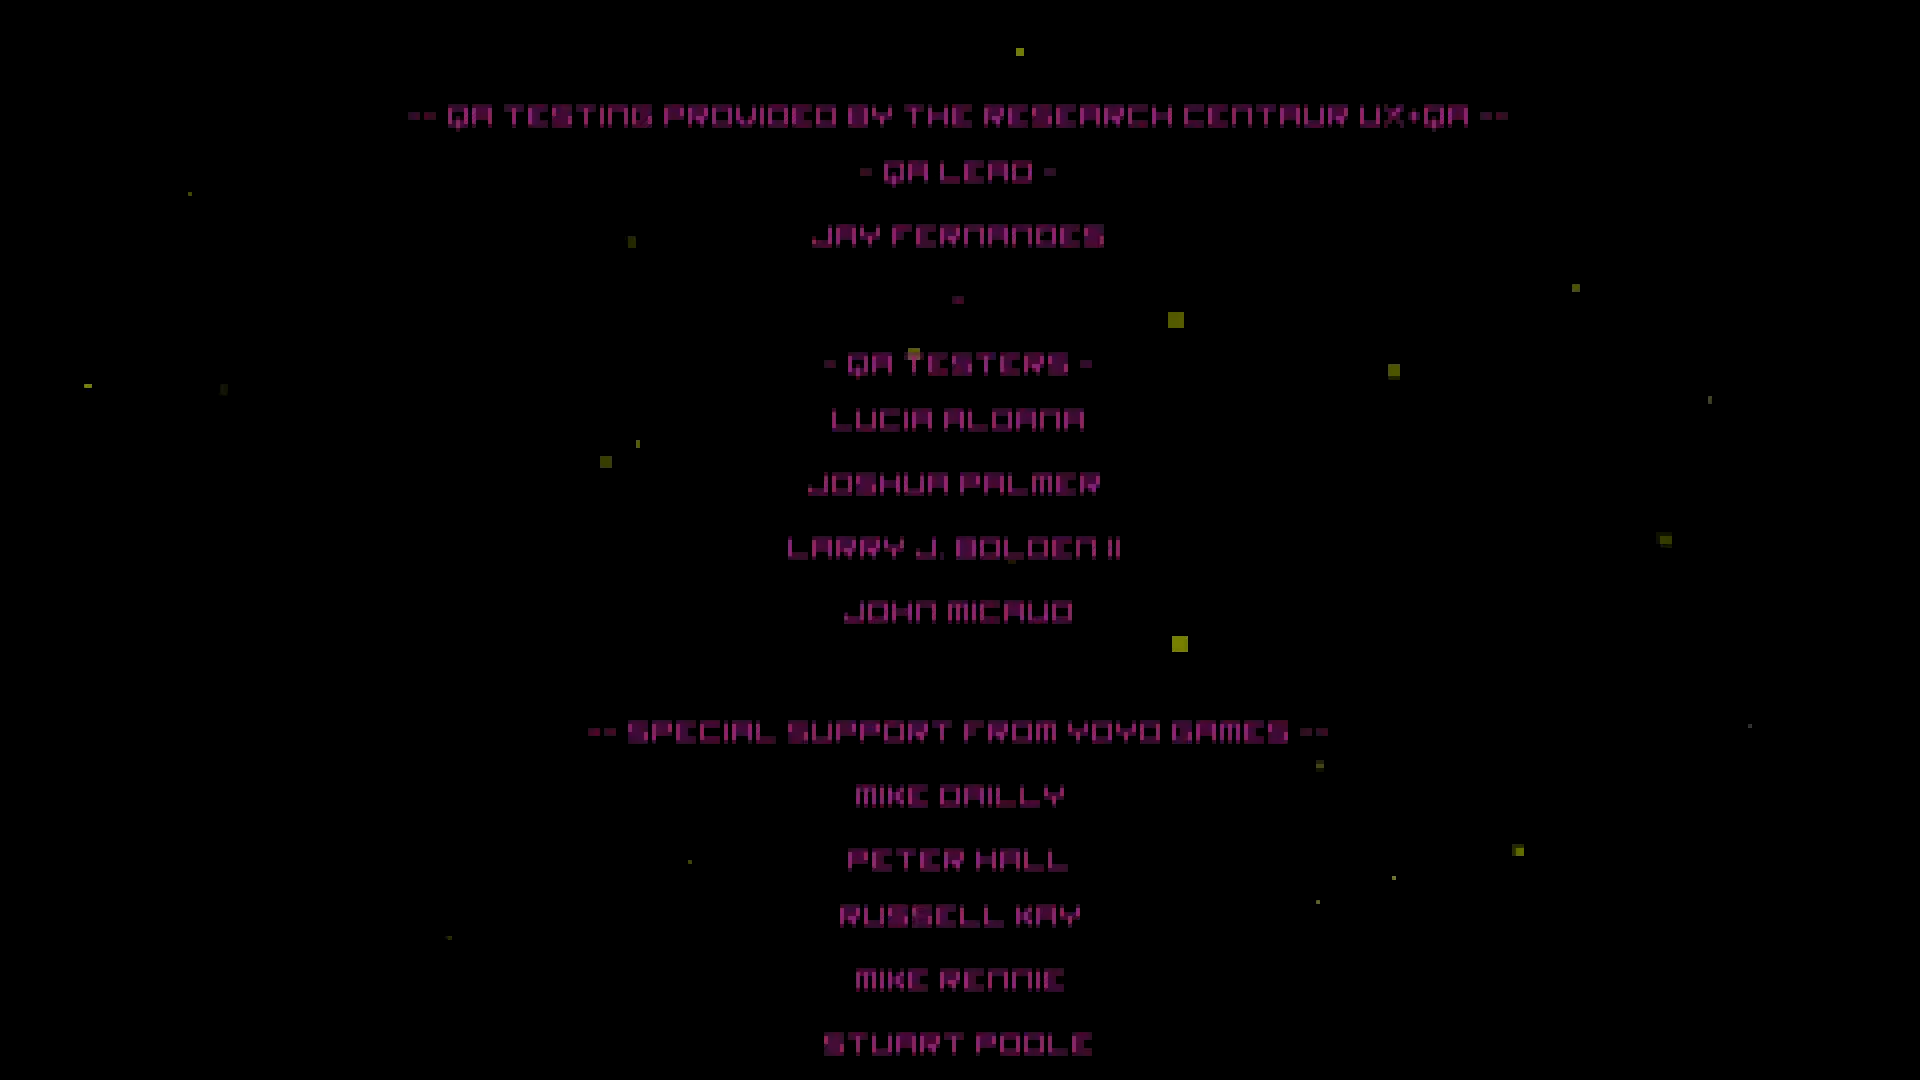 -- QA TESTING PROVIDED BY THE RESEARCH CENTAUR UX+QA --
- QA LEAD -
JAY FERNANDES
-
- QA TESTERS -
LUCIA ALDANA
JOSHUA PALMER
LARRY J. BOLDEN II
JOHN MICAUD
-- SPECIAL SUPPORT FROM YOYO GAMES --
MIKE DAILLY
PETER HALL
RUSSELL KAY
MIKE RENNIE
STUART POOLE